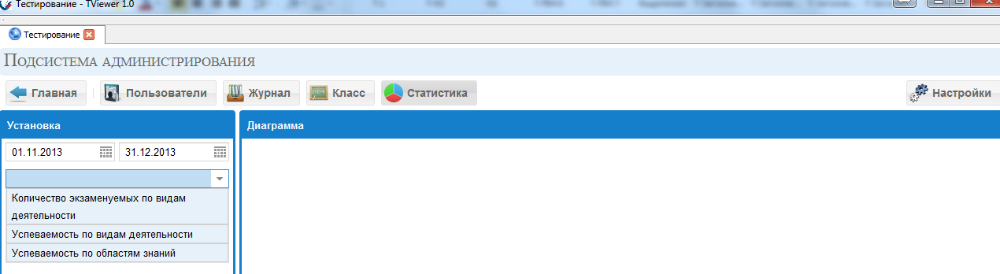 Тестирование - TViewer 1.0
Тестирование
Подсистема администрирования
Главная
Пользователи
Журнал
Класс
Статистика
Настройки
Установка
Диаграмма
01.11.2013
31.12.2013
Количество экзаменуемых по видам
деятельности
Успеваемость по видам деятельности
Успеваемость по областям знаний